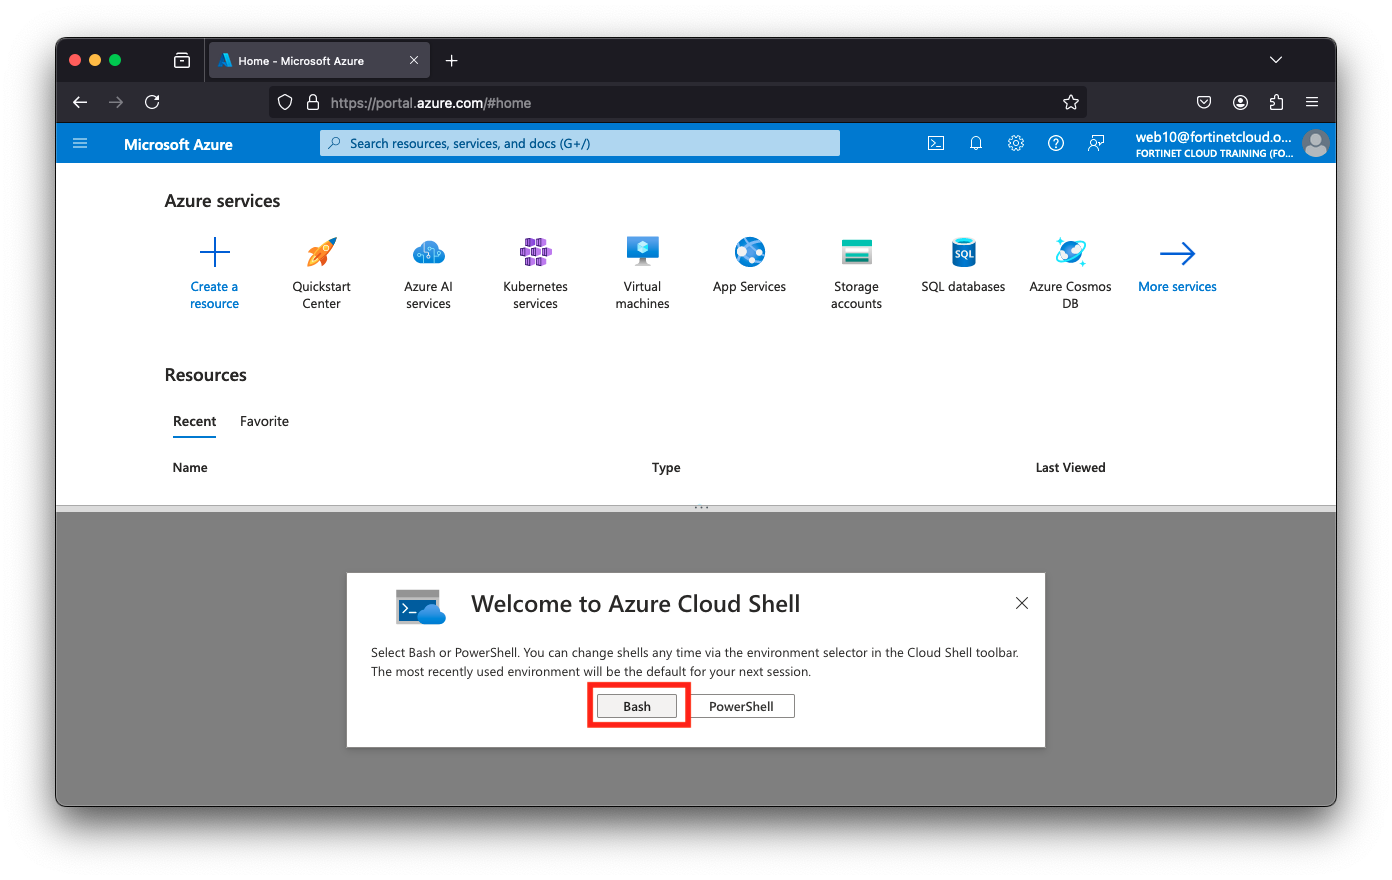 Home - Microsoft Azure
https://portal.azure.com/#home
Microsoft Azure
Search resources, services, and docs (G+/)
web10@fortinetcloud.o...
FORTINET CLOUD TRAINING (FO...
Azure services
Create a resource
Quickstart Center
Azure AI services
Kubernetes services
Virtual machines
App Services
Storage accounts
SQL
SQL databases
Azure Cosmos DB
More services
Resources
Recent Favorite
Name Type Last Viewed
Welcome to Azure Cloud Shell
Select Bash or PowerShell. You can change shells any time via the environment selector in the Cloud Shell toolbar.
The most recently used environment will be the default for your next session.
Bash PowerShell